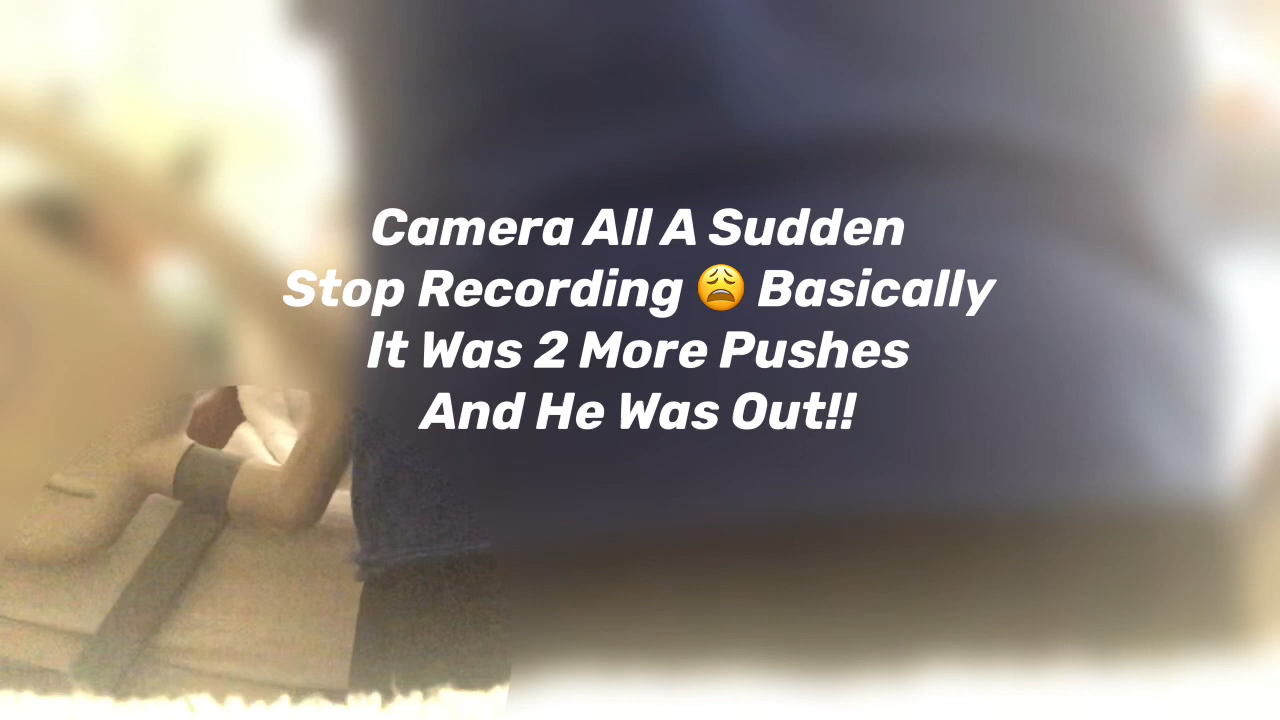 Camera All A Sudden
Stop Recording 😩 Basically
It Was 2 More Pushes
And He Was Out!!